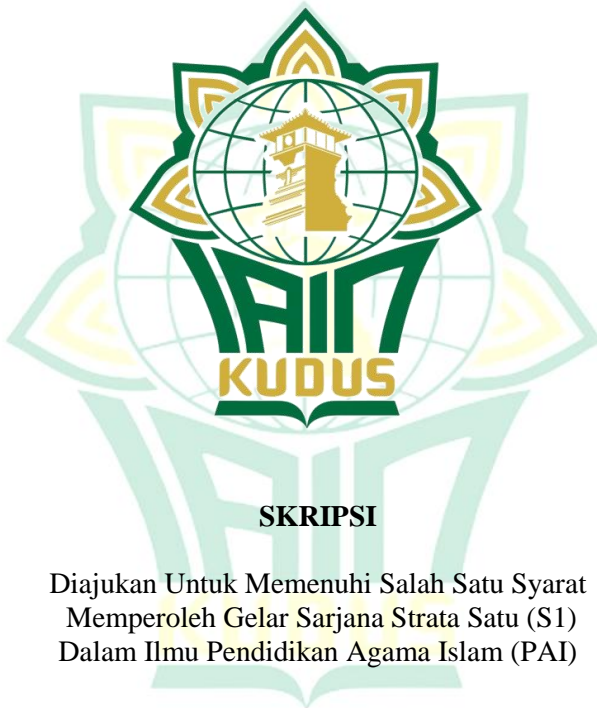 IAIN
KUDUS
SKRIPSI
Diajukan Untuk Memenuhi Salah Satu Syarat
Memperoleh Gelar Sarjana Strata Satu (S1)
Dalam Ilmu Pendidikan Agama Islam (PAI)